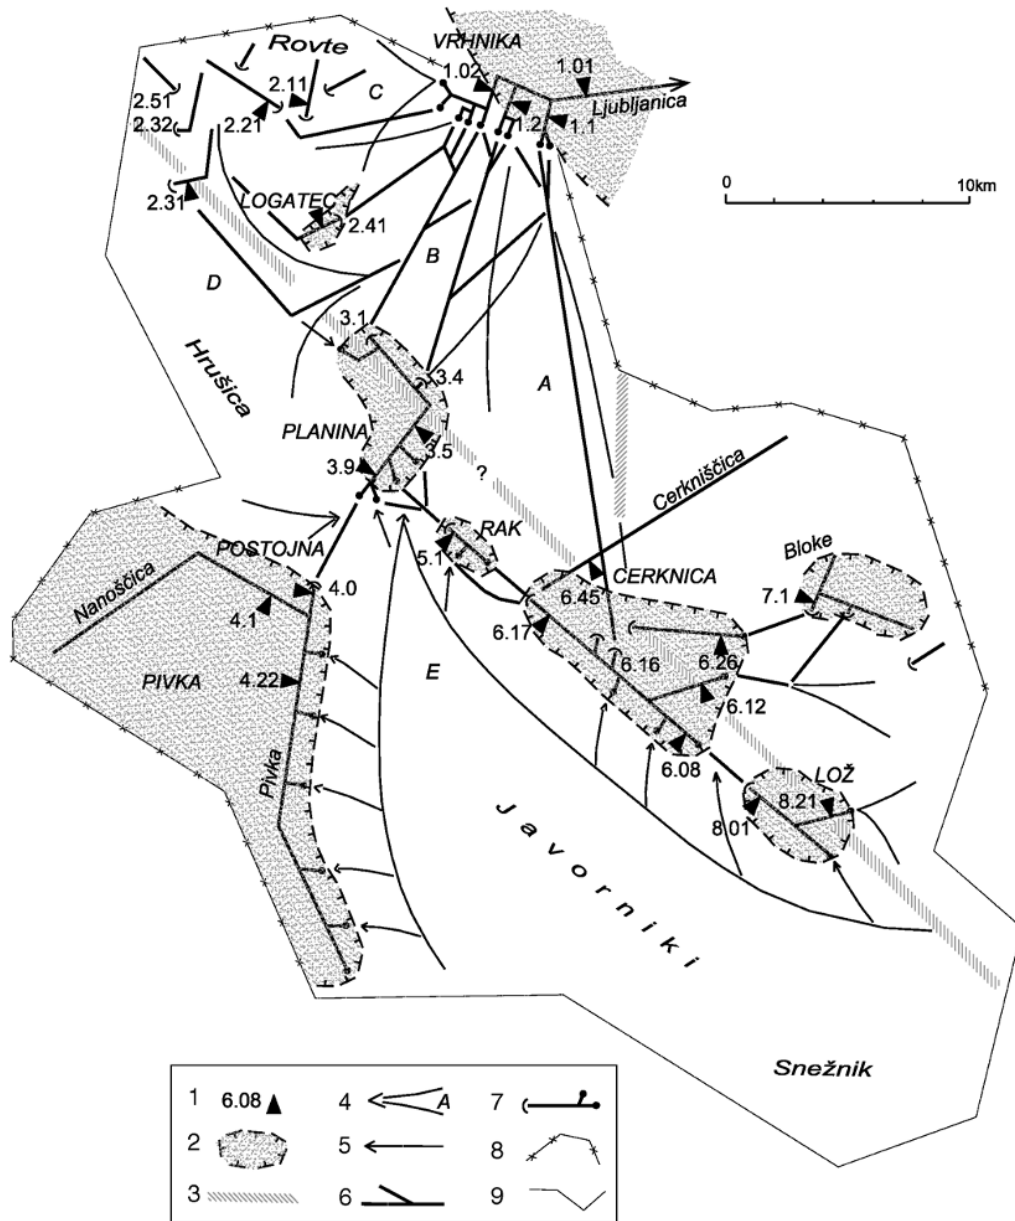 VRHNIKA
Rovte
1.02
1.01
2.11
C
Ljubljanica
2.51
2.32
2.21
1.2
1.1
0 10km
LOGATEC
2.31
2.41
B
D
3.1
Hrušica
3.4
A
PLANINA
3.5
3.9
?
Cerkniščica
RAK
POSTOJNA
5.1
Bloke
Nanoščica
4.0
CERKNICA
6.45
7.1
4.1
6.17
6.16
6.26
E
PIVKA
4.22
6.12
6.08
Pivka
LOŽ
8.21
8.01
Javorniki
Snežnik
1 6.08 4 A 7
2 5 8
3 6 9